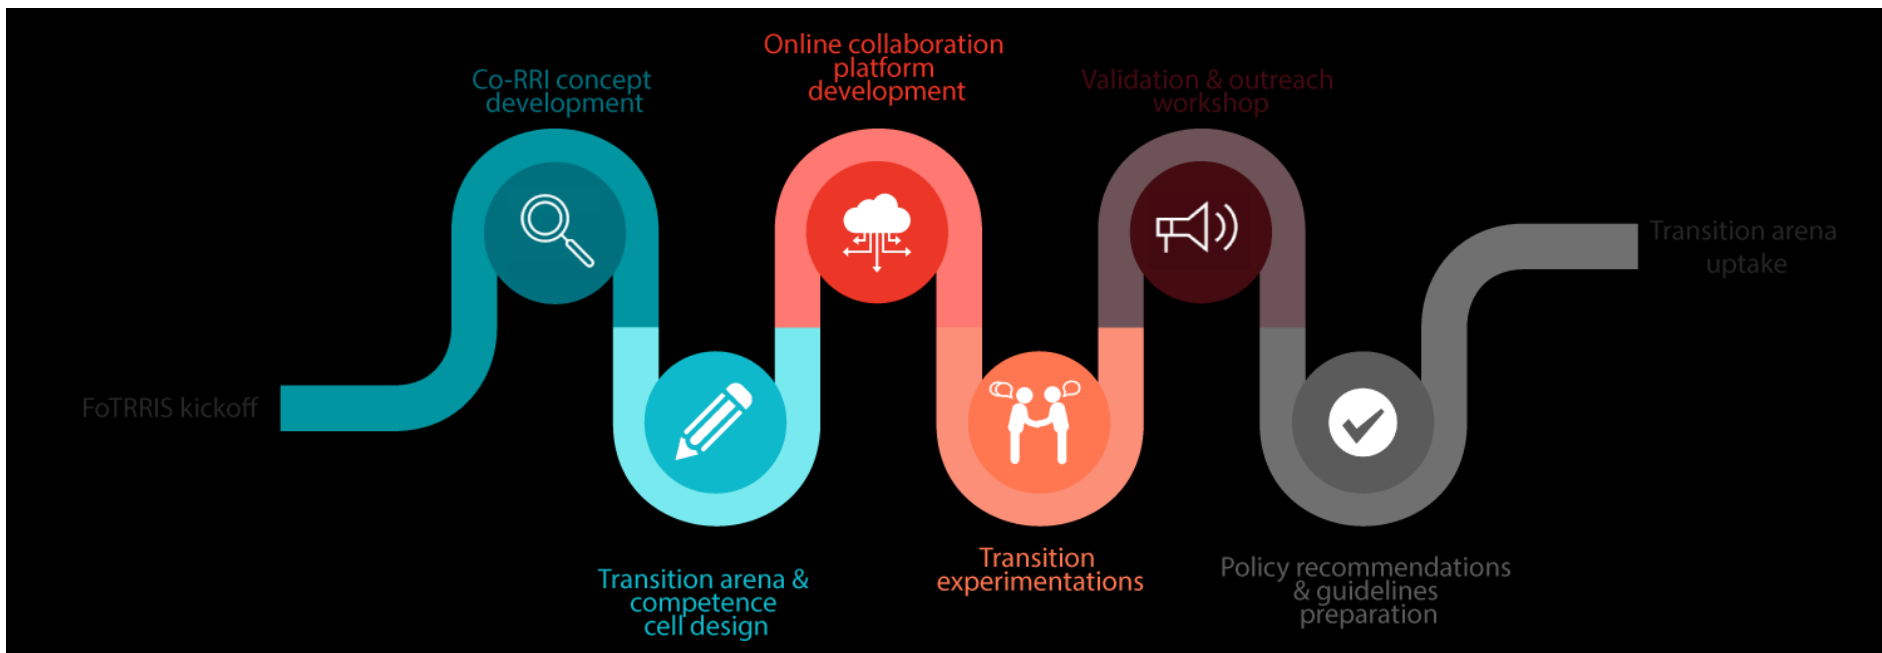 FoTRRIS kickoff
Co-RRI concept
development
Transition arena &
competence
cell design
Online collaboration
platform
development
Transition
experimentations
Validation & outreach
workshop
Policy recommendations
& guidelines
preparation
Transition arena
uptake